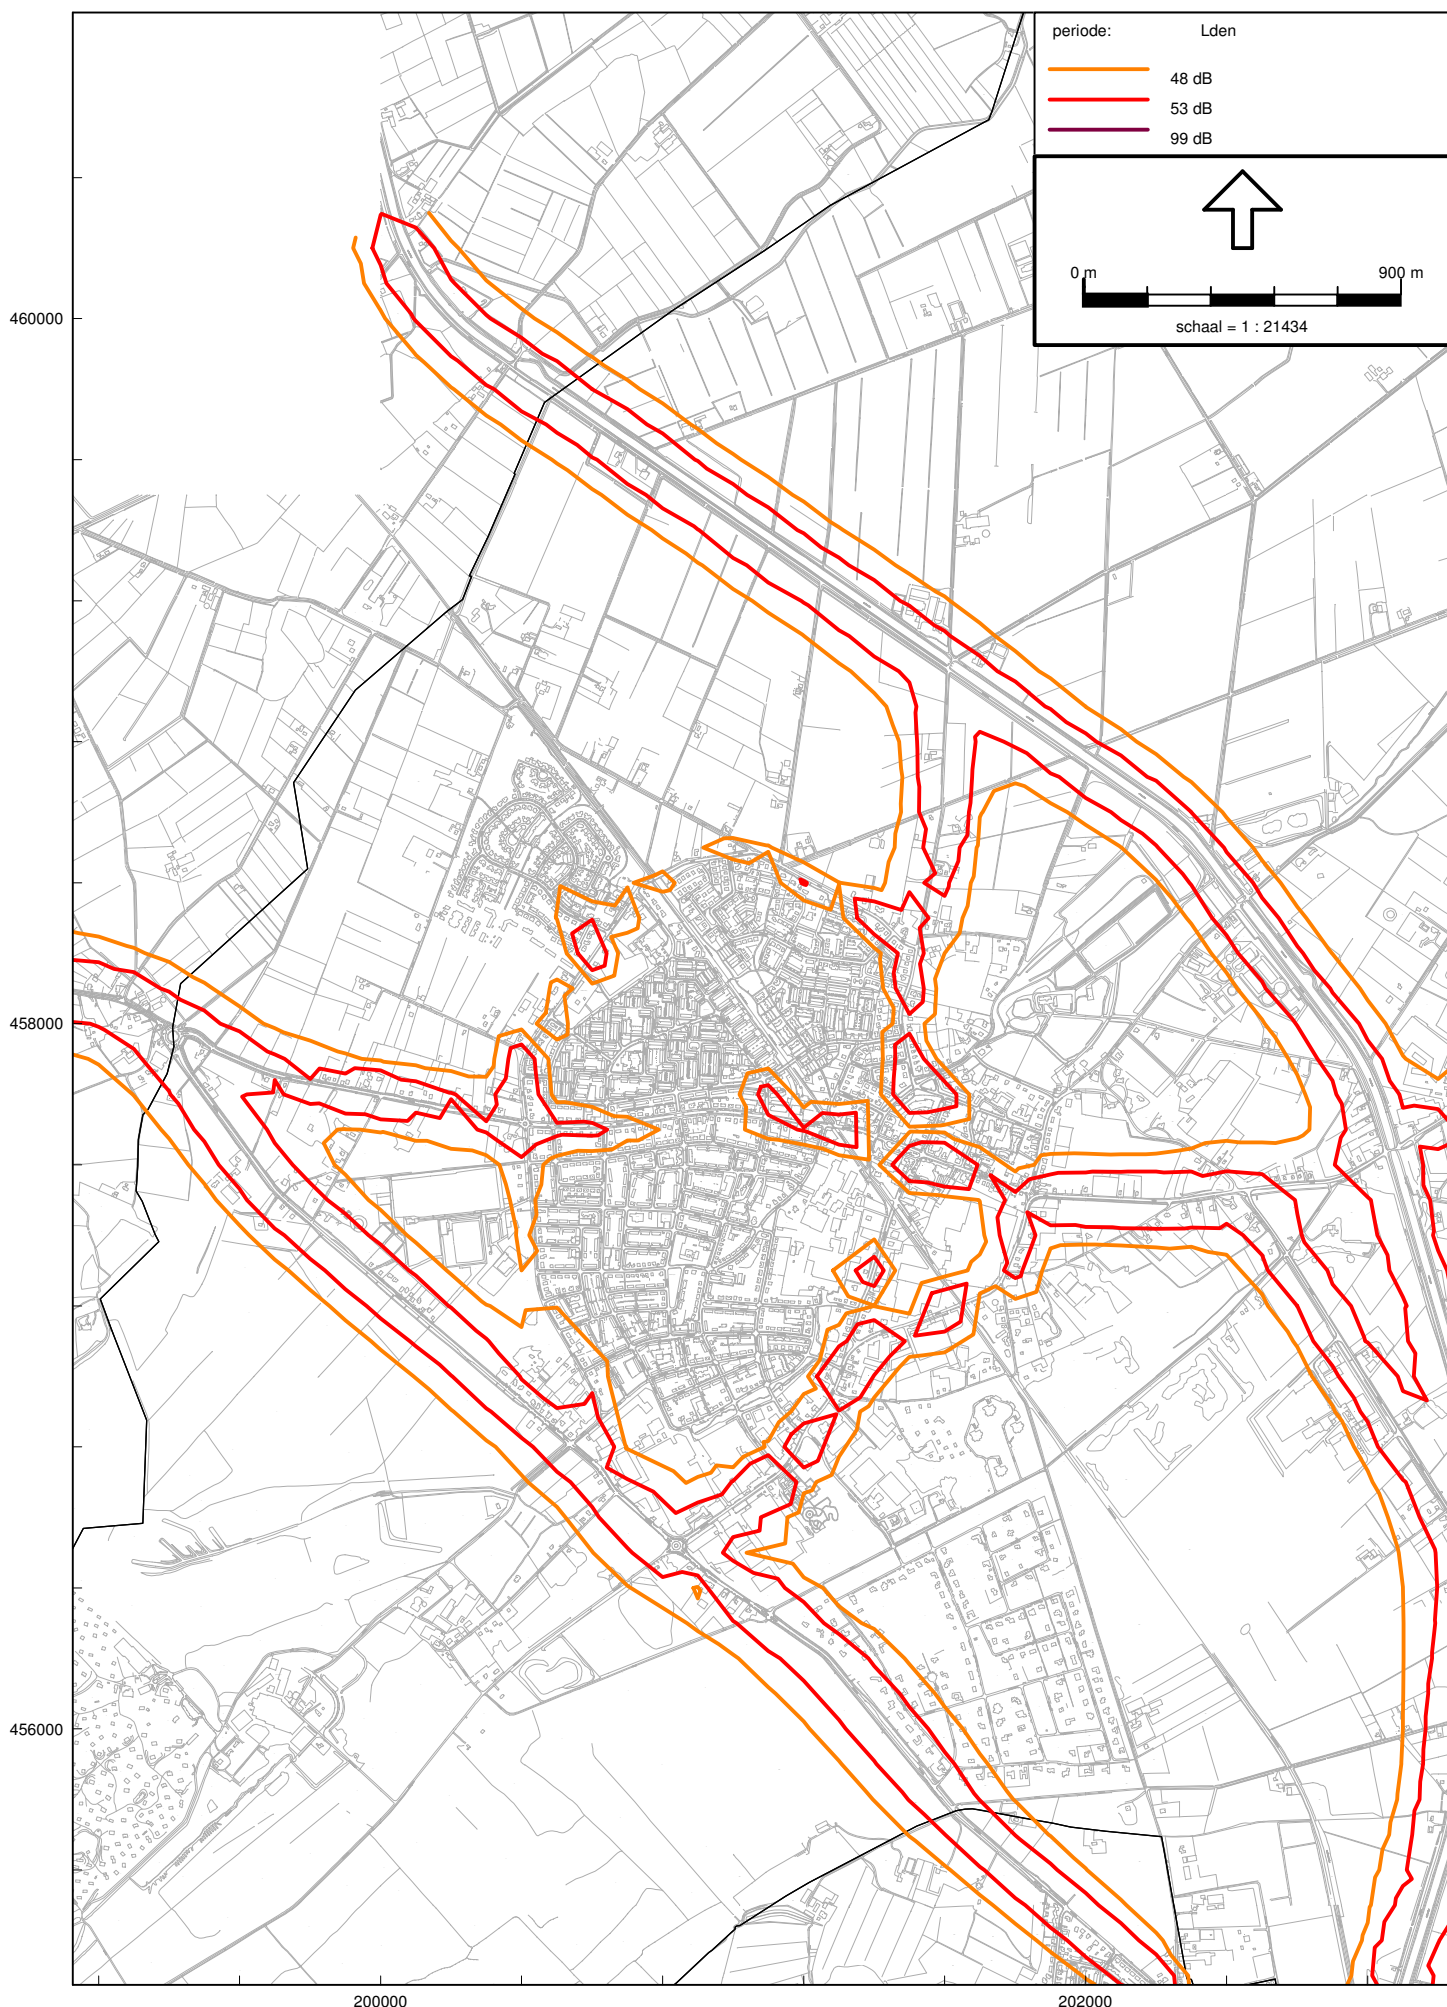 periode: Lden
48 dB
53 dB
99 dB
0 m 900 m
schaal = 1 : 21434
460000
458000
456000
200000 202000